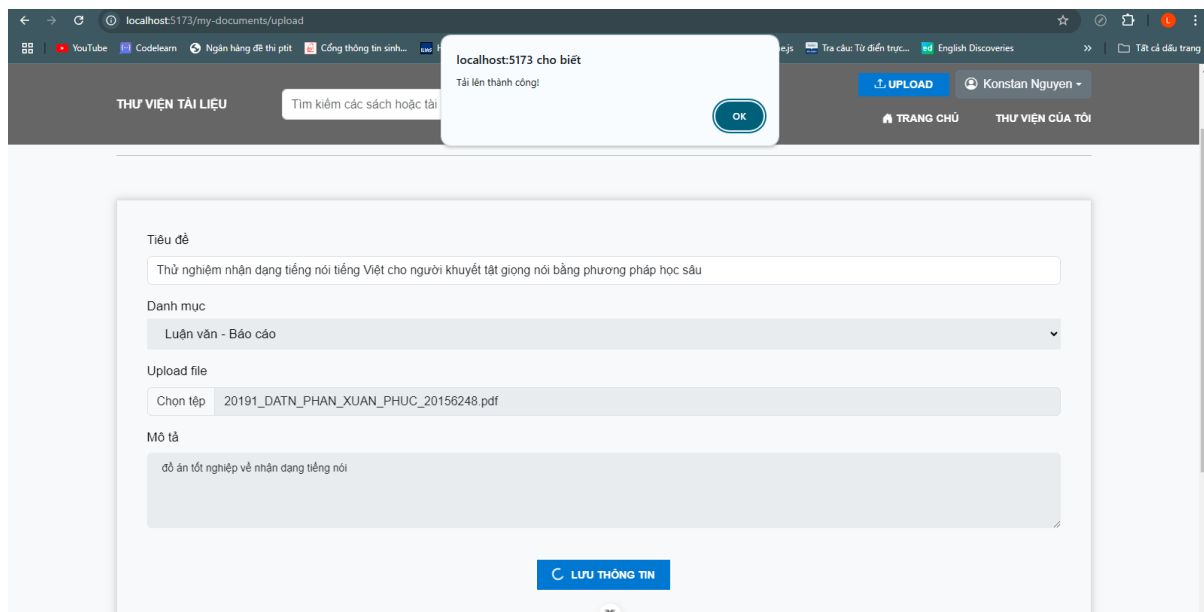 localhost:5173/my-documents/upload
YouTube Codelearn Ngân hàng đề thi ptit Cổng thông tin sinh... Tra câu: Từ điển trực... English Discoveries » Tất cả dấu trang
localhost:5173 cho biết
Tải lên thành công!
OK
THƯ VIỆN TÀI LIỆU
Tìm kiếm các sách hoặc tài
UPLOAD
Konstan Nguyen
TRANG CHỦ
THƯ VIỆN CỦA TÔI
Tiêu đề
Thử nghiệm nhận dạng tiếng nói tiếng Việt cho người khuyết tật giọng nói bằng phương pháp học sâu
Danh mục
Luận văn - Báo cáo
Upload file
Chọn tệp 20191_DATN_PHAN_XUAN_PHUC_20156248.pdf
Mô tả
đồ án tốt nghiệp về nhận dạng tiếng nói
LƯU THÔNG TIN